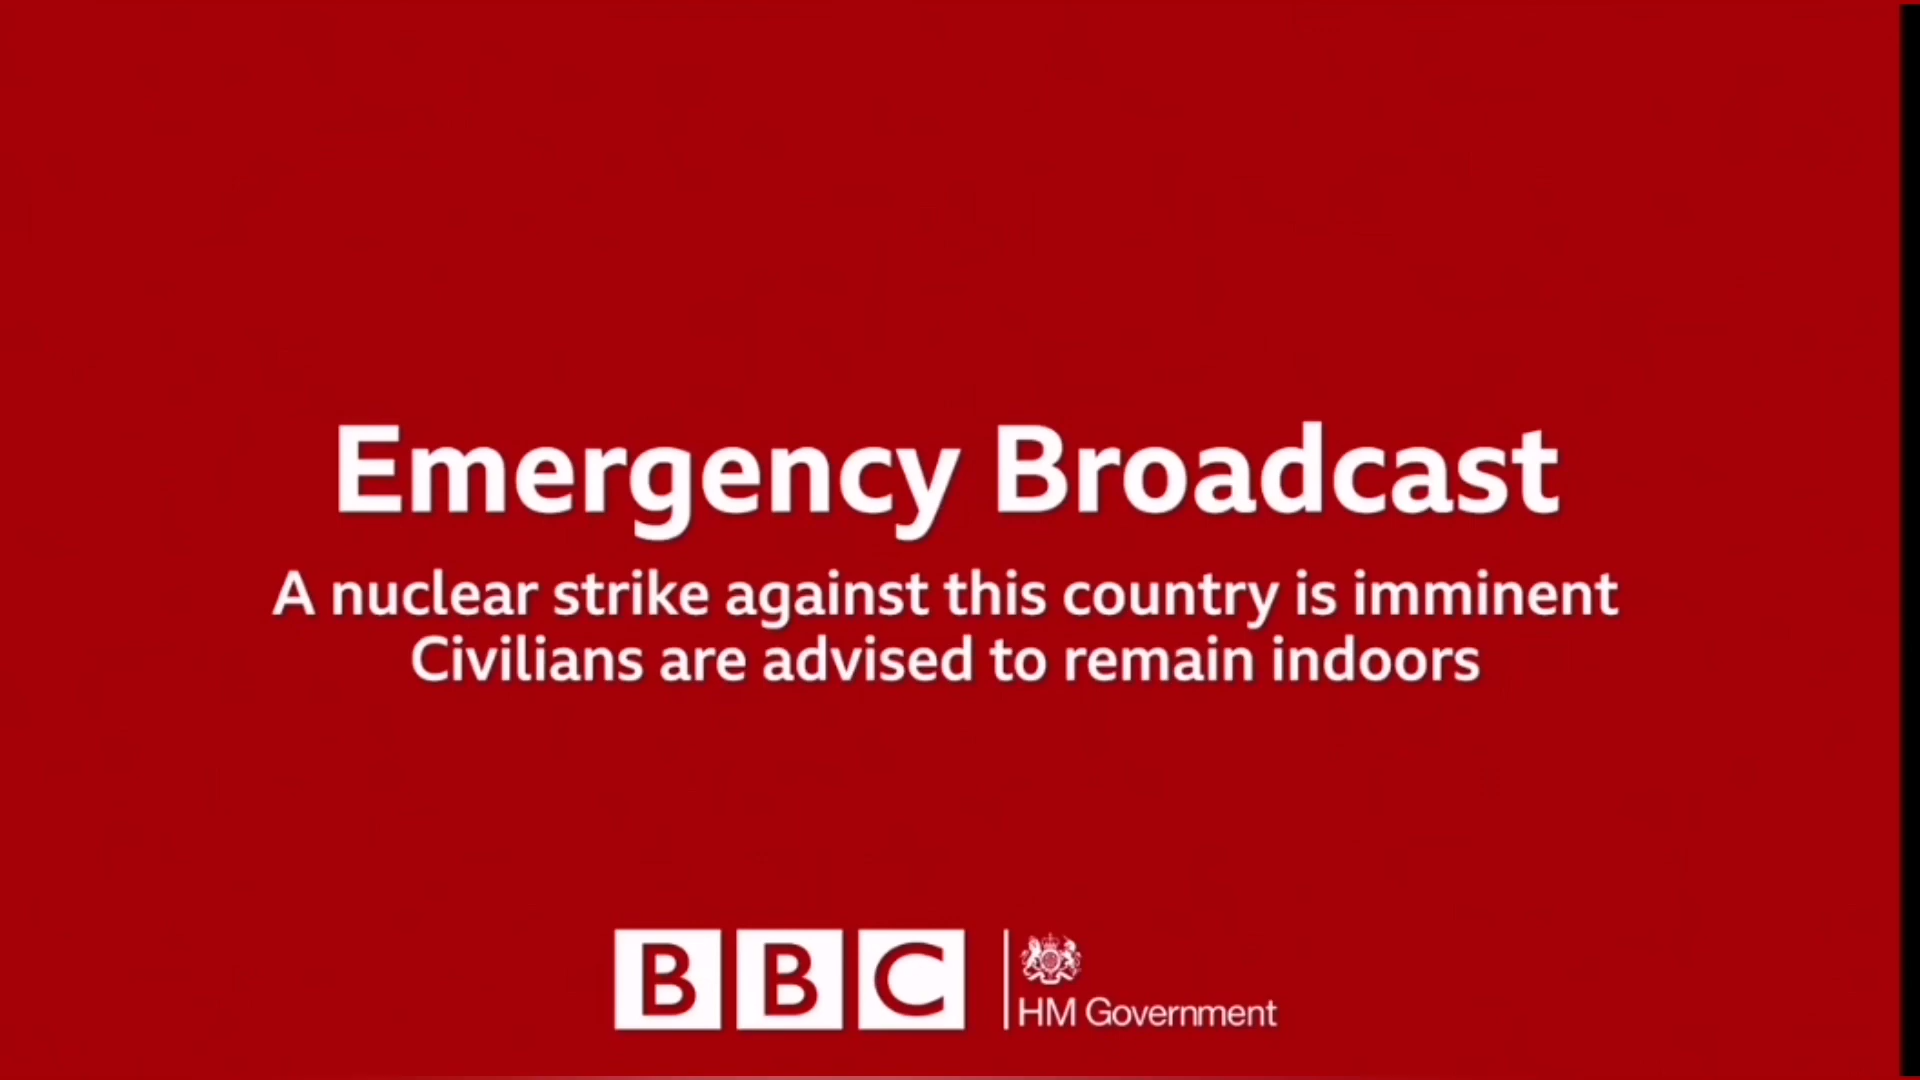 Emergency Broadcast
A nuclear strike against this country is imminent
Civilians are advised to remain indoors
BBC
HM Government